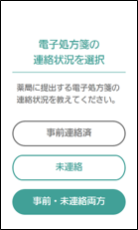 電子処方箋の
連絡状況を選択
薬局に提出する電子処方箋の
連絡状況を教えてください。
事前連絡済
未連絡
事前・未連絡両方